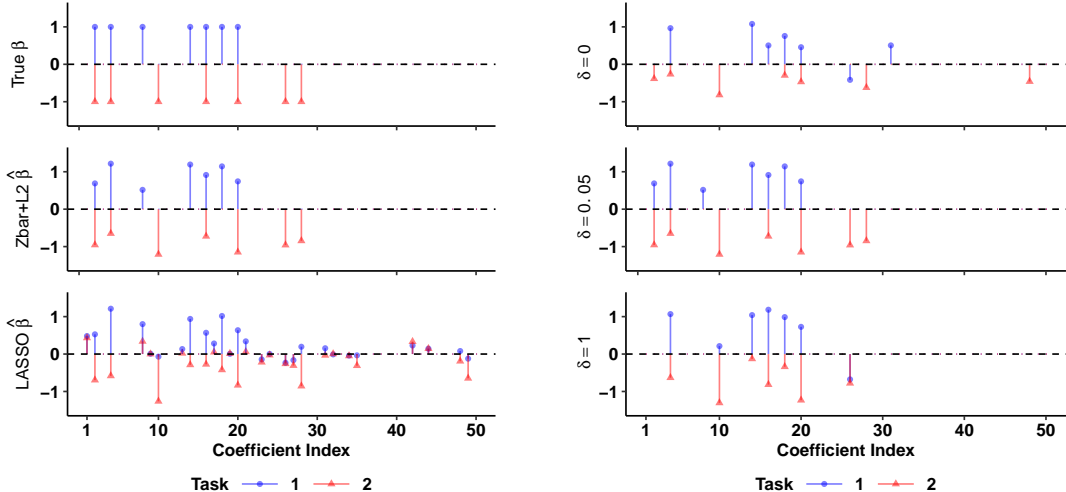 True β
1
0
−1
Zbar+L2 β̂
1
0
−1
LASSO β̂
1
0
−1
1 10 20 30 40 50
Coefficient Index
Task 1 2
δ = 0
1
0
−1
δ = 0.05
1
0
−1
δ = 1
1
0
−1
1 10 20 30 40 50
Coefficient Index
Task 1 2